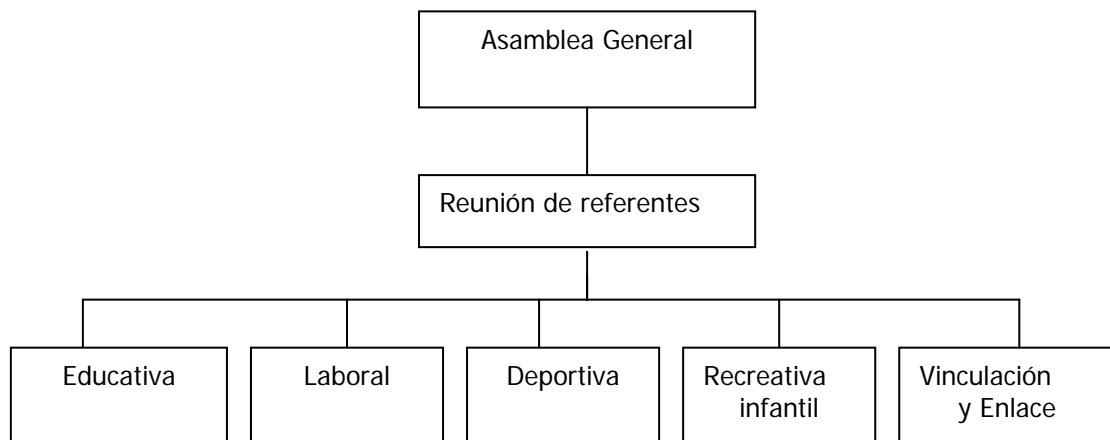 Asamblea General
Reunión de referentes
Educativa
Laboral
Deportiva
Recreativa
infantil
Vinculación
y Enlace